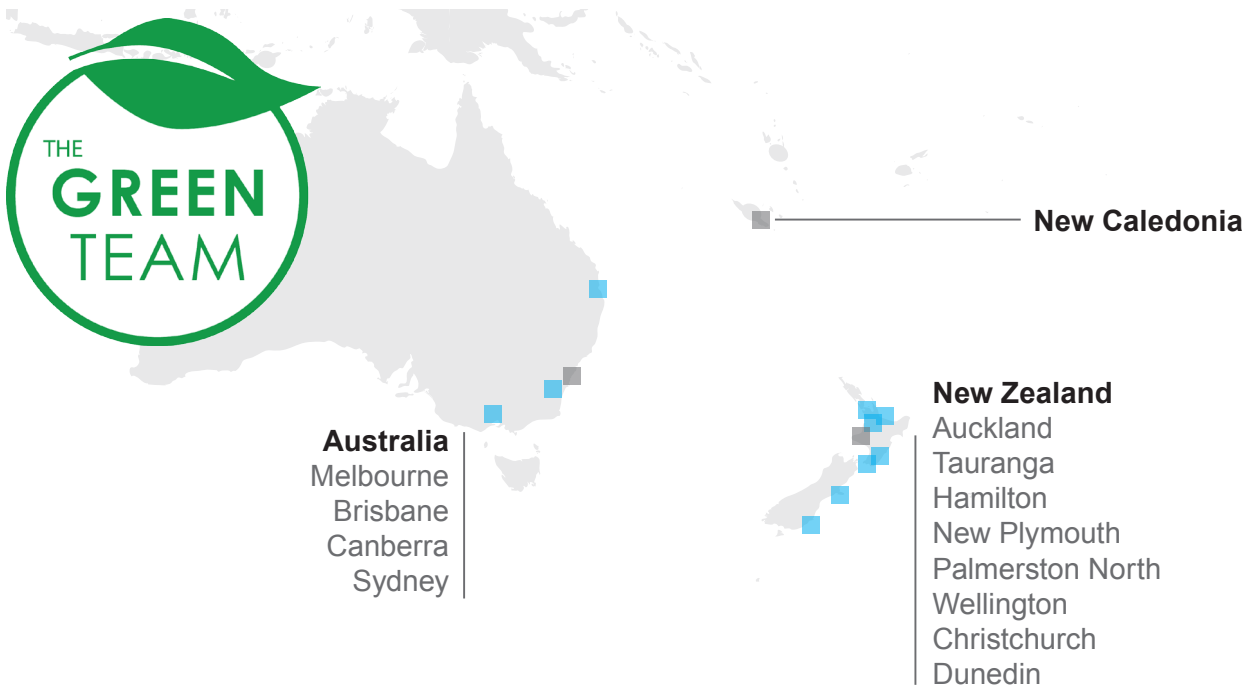 THE
GREEN
TEAM
New Caledonia
Australia
Melbourne
Brisbane
Canberra
Sydney
New Zealand
Auckland
Tauranga
Hamilton
New Plymouth
Palmerston North
Wellington
Christchurch
Dunedin